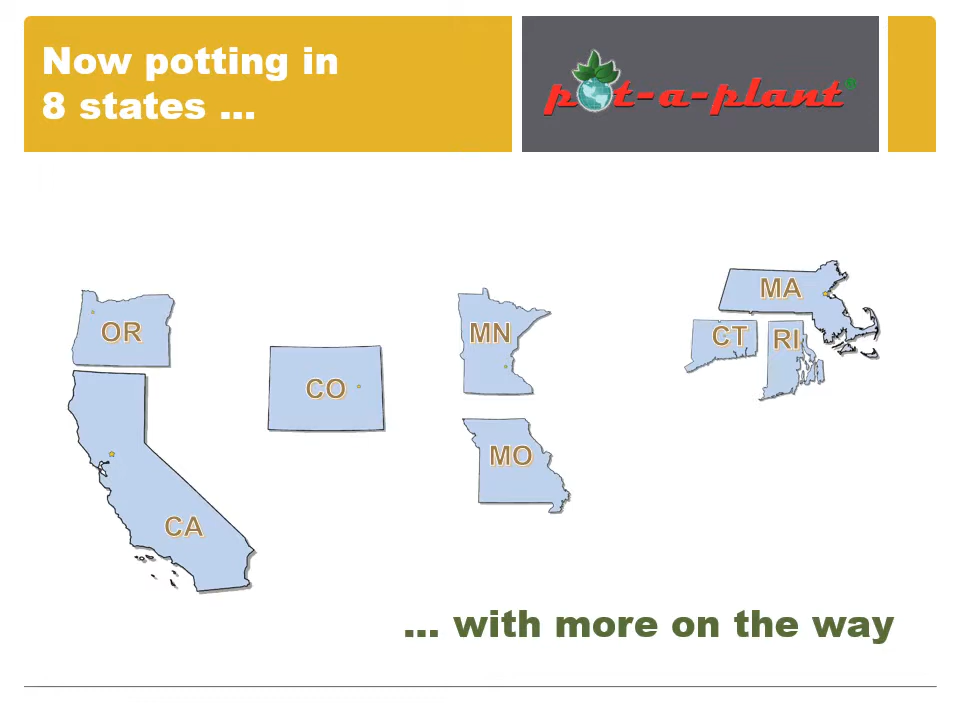 Now potting in
8 states ...
pot-a-plant®
OR
CA
CO
MN
MO
MA
CT
RI
... with more on the way